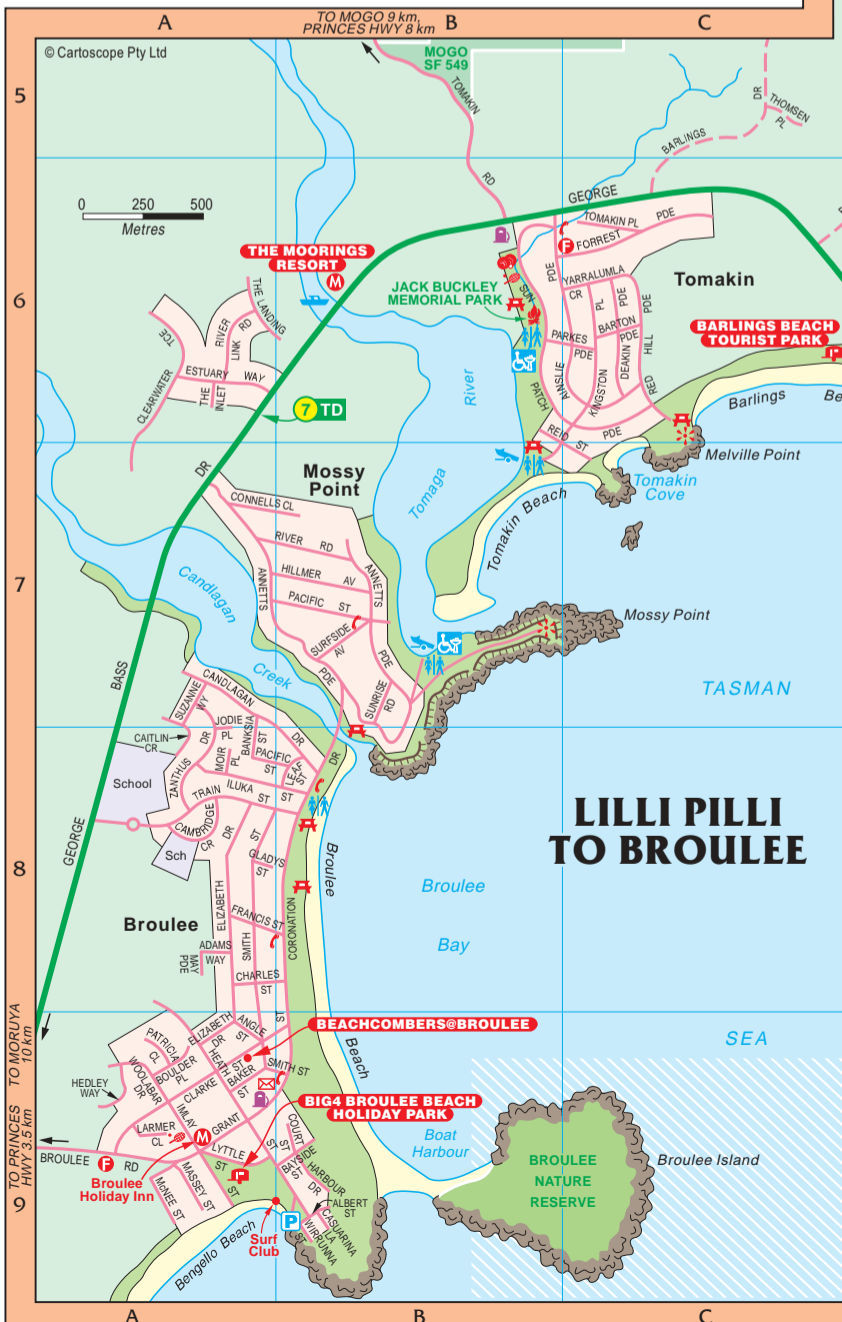 A
TO MOGO 9 km,
PRINCES HWY 8 km
B
C
© Cartoscope Pty Ltd
MOGO
SF 549
5
TOMAKIN
RD
DR
THOMSEN
PL
BARLINGS
0 250 500
Metres
GEORGE
TOMAKIN PL
PDE
F
FORREST
PDE
THE MOORINGS
RESORT
M
JACK BUCKLEY
MEMORIAL PARK
SUN
PATCH
YARRALUMLA
CR
PL
PDE
PDE
Tomakin
6
THE LANDING
RIVER
LINK RD
TCE
CLEARWATER
ESTUARY WAY
THE
INLET
PARKES
PDE
BARTON
PDE
AINSLIE
KINGSTON
DEAKIN
HILL
RED
BARLINGS BEACH
TOURIST PARK
7 TD
River
Tomaga
REID ST
PDE
Barlings
Be
Melville Point
Tomakin
Cove
Tomakin Beach
DR
Mossy
Point
CONNELLS CL
RIVER RD
HILLMER AV
PACIFIC ST
ANNETTS
ANNETTS
SURFSIDE
AV
PDE
PDE
SUNRISE
RD
7
Candlagan
Creek
Mossy Point
BASS
TASMAN
CANDLAGAN
DR
SUZANNE
WY
CAITLIN
CR
JODIE
PL
BANKSIA
ST
DR
MOIR
PL
PACIFIC
ST
LEAF
ST
DR
School
ZANTHUS
TRAIN
ILUKA
ST
ST
CAMBRIDGE
CR
DR
Sch
ST
GLADYS
ST
LILLI PILLI
TO BROULEE
8
GEORGE
Broulee
Broulee
Bay
Broulee
ELIZABETH
FRANCIS ST
CORONATION
ADAMS
WAY
MAY
PDE
SMITH
CHARLES
ST
ST
Beach
SEA
TO MORUYA
10 km
TO PRINCES
HWY 3.5 km
PATRICIA
CL
ELIZABETH
DR
ANGLE
ST
BEACHCOMBERS@BROULEE
BOULDER
PL
HEATH ST
WOOLABAR
DR
BAKER
ST
SMITH ST
HEDLEY
WAY
CLARKE
BIG4 BROULEE BEACH
HOLIDAY PARK
IMLAY
GRANT
LARMER
CL
M
LYTTLE
ST
COURT
ST
BAYSIDE
ST
HARBOUR
DR
Boat
Harbour
BROULEE
NATURE
RESERVE
Broulee Island
BROULEE RD
F
Broulee
Holiday Inn
ST
ST
9
McNEE ST
MASSEY ST
ALBERT
ST
CASUARINA
LA
WIRRUNNA
ST
P
Surf
Club
Bengello Beach
A
B
C